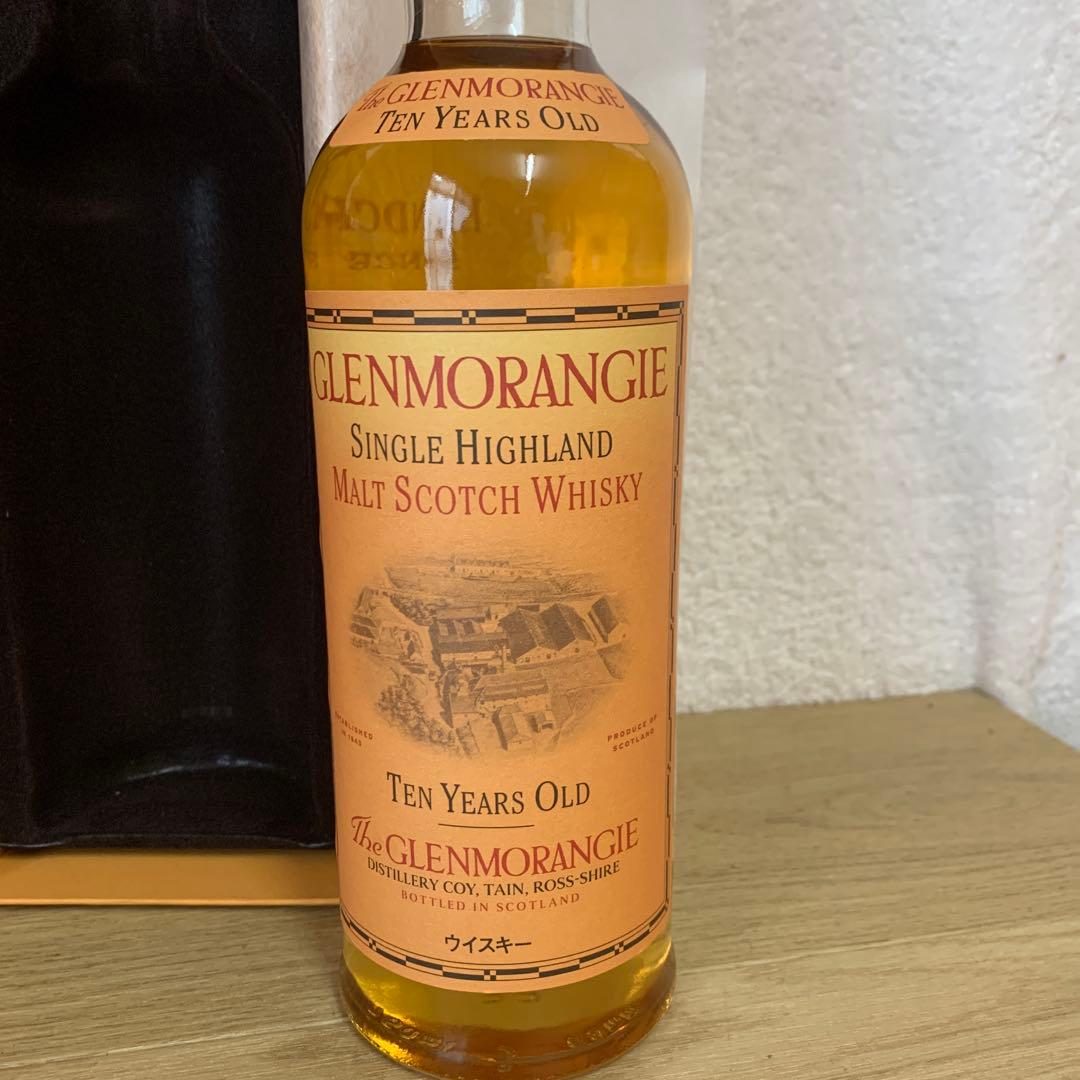 The GLENMORANGIE
TEN YEARS OLD
GLENMORANGIE
SINGLE HIGHLAND
MALT SCOTCH WHISKY
ESTABLISHED
IN 1843
PRODUCE OF
SCOTLAND
TEN YEARS OLD
The GLENMORANGIE
DISTILLERY COY, TAIN, ROSS-SHIRE
BOTTLED IN SCOTLAND
ウイスキー